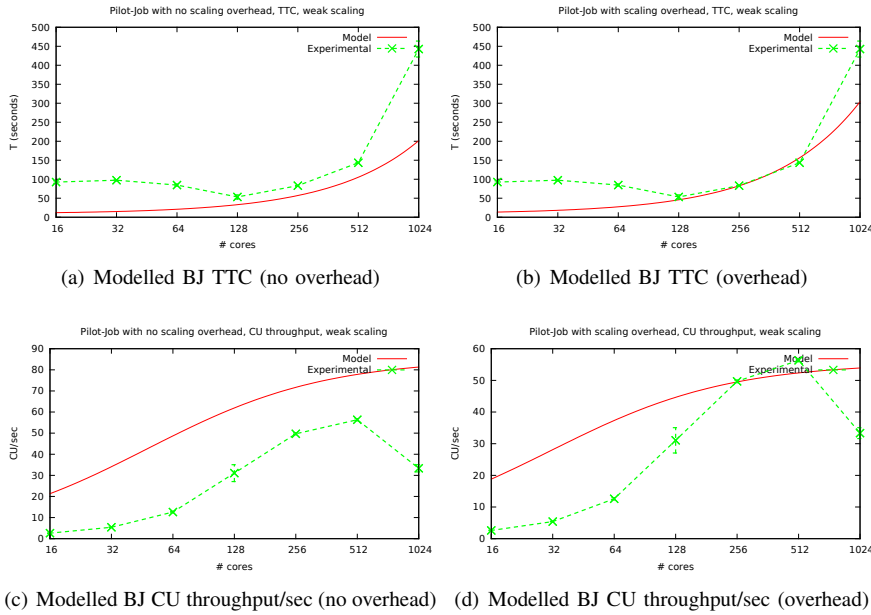 Pilot-Job with no scaling overhead, TTC, weak scaling
500
450
400
350
300
250
200
150
100
50
0
T (seconds)
Model
Experimental
16 32 64 128 256 512 1024
# cores
(a) Modelled BJ TTC (no overhead)
Pilot-Job with scaling overhead, TTC, weak scaling
500
450
400
350
300
250
200
150
100
50
0
T (seconds)
Model
Experimental
16 32 64 128 256 512 1024
# cores
(b) Modelled BJ TTC (overhead)
Pilot-Job with no scaling overhead, CU throughput, weak scaling
90
80
70
60
50
40
30
20
10
0
CU/sec
Model
Experimental
16 32 64 128 256 512 1024
# cores
(c) Modelled BJ CU throughput/sec (no overhead)
Pilot-Job with scaling overhead, CU throughput, weak scaling
60
50
40
30
20
10
0
CU/sec
Model
Experimental
16 32 64 128 256 512 1024
# cores
(d) Modelled BJ CU throughput/sec (overhead)